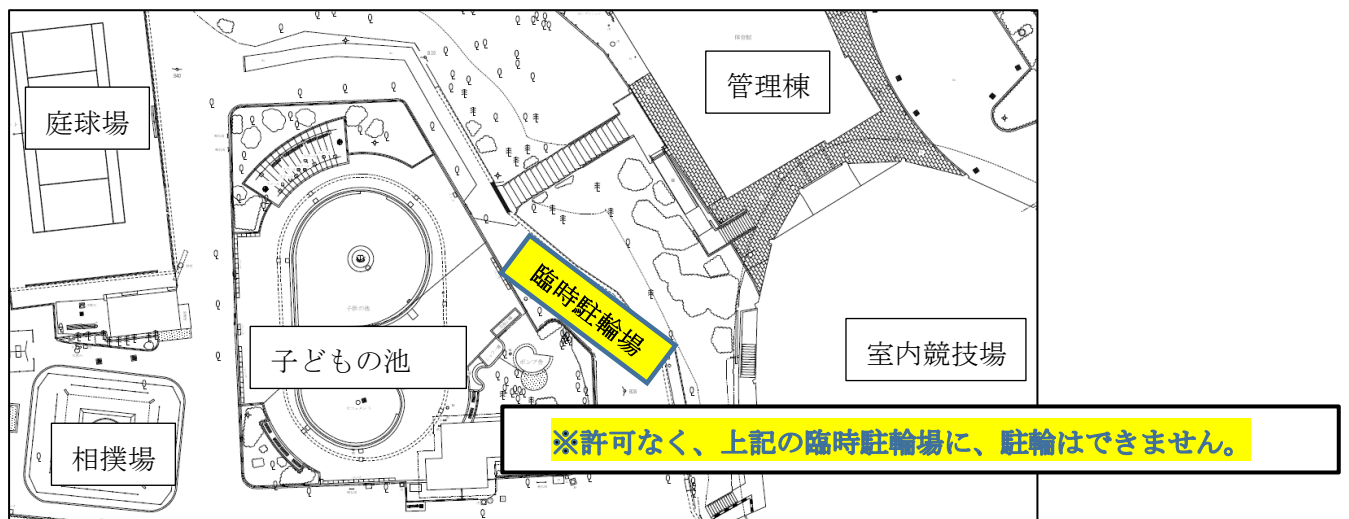 管理棟
庭球場
臨時駐輪場
子どもの池
室内競技場
※許可なく、上記の臨時駐輪場に、駐輪はできません。
相撲場